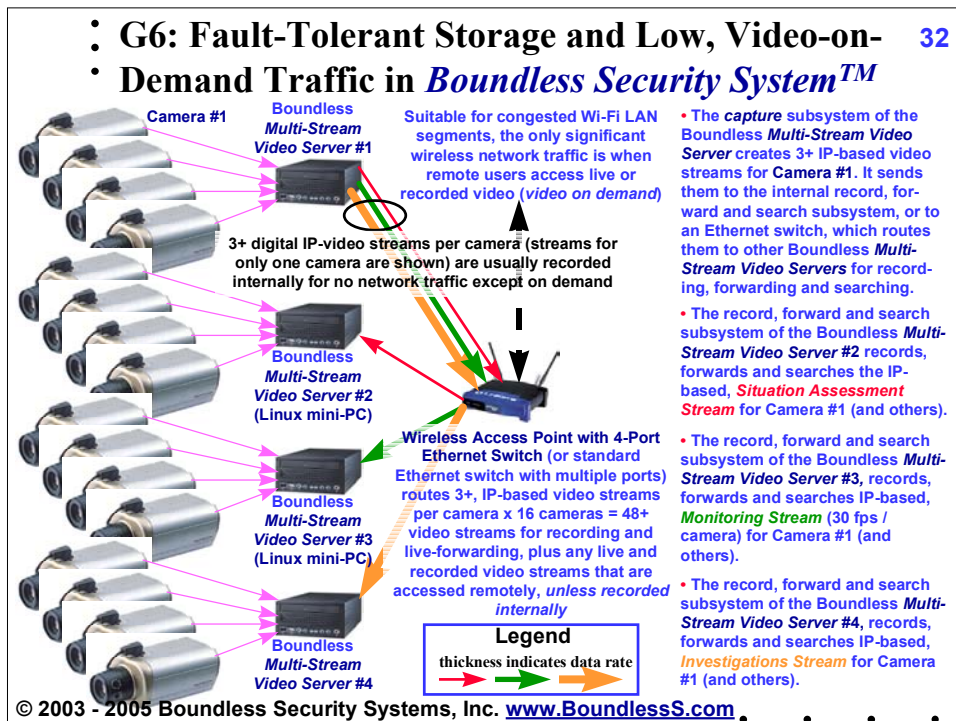 G6: Fault-Tolerant Storage and Low, Video-on-
32
Demand Traffic in Boundless Security System™
Camera #1
Boundless
Multi-Stream
Video Server #1
Suitable for congested Wi-Fi LAN
segments, the only significant
wireless network traffic is when
remote users access live or
recorded video (video on demand)
3+ digital IP-video streams per camera (streams for
only one camera are shown) are usually recorded
internally for no network traffic except on demand
Boundless
Multi-Stream
Video Server #2
(Linux mini-PC)
Wireless Access Point with 4-Port
Ethernet Switch (or standard
Ethernet switch with multiple ports)
routes 3+, IP-based video streams
per camera x 16 cameras = 48+
video streams for recording and
live-forwarding, plus any live and
recorded video streams that are
accessed remotely, unless recorded
internally
Boundless
Multi-Stream
Video Server #3
(Linux mini-PC)
Boundless
Multi-Stream
Video Server #4
Legend
thickness indicates data rate
• The capture subsystem of the
Boundless Multi-Stream Video
Server creates 3+ IP-based video
streams for Camera #1. It sends
them to the internal record, for-
ward and search subsystem, or to
an Ethernet switch, which routes
them to other Boundless Multi-
Stream Video Servers for record-
ing, forwarding and searching.
• The record, forward and search
subsystem of the Boundless Multi-
Stream Video Server #2 records,
forwards and searches the IP-
based, Situation Assessment
Stream for Camera #1 (and others).
• The record, forward and search
subsystem of the Boundless Multi-
Stream Video Server #3, records,
forwards and searches IP-based,
Monitoring Stream (30 fps /
camera) for Camera #1 (and
others).
• The record, forward and search
subsystem of the Boundless Multi-
Stream Video Server #4, records,
forwards and searches IP-based,
Investigations Stream for Camera
#1 (and others).
© 2003 - 2005 Boundless Security Systems, Inc. www.BoundlessS.com